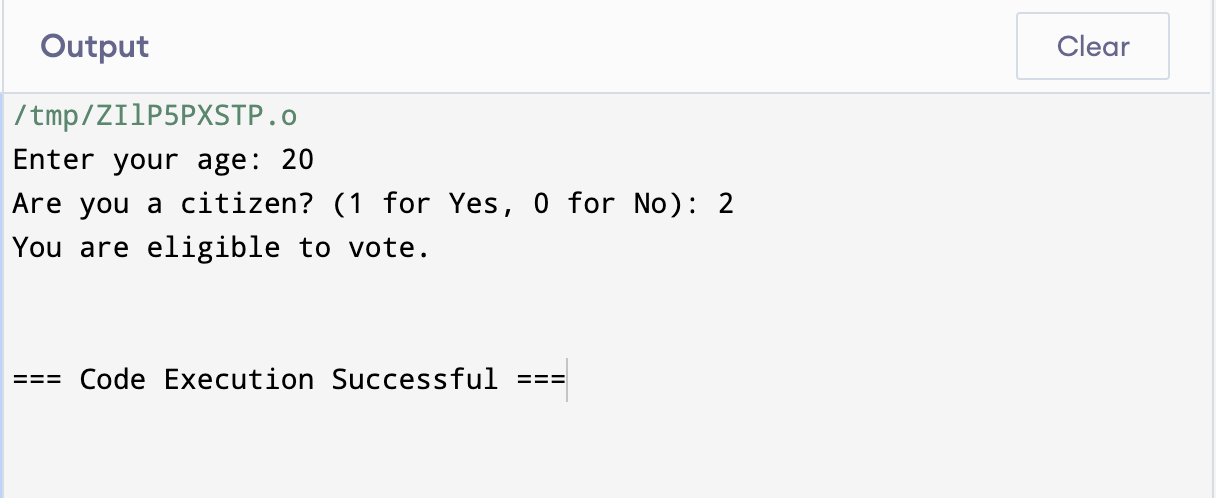 Output
Clear
/tmp/ZIlP5PXSTP.o
Enter your age: 20
Are you a citizen? (1 for Yes, 0 for No): 2
You are eligible to vote.
=== Code Execution Successful ===